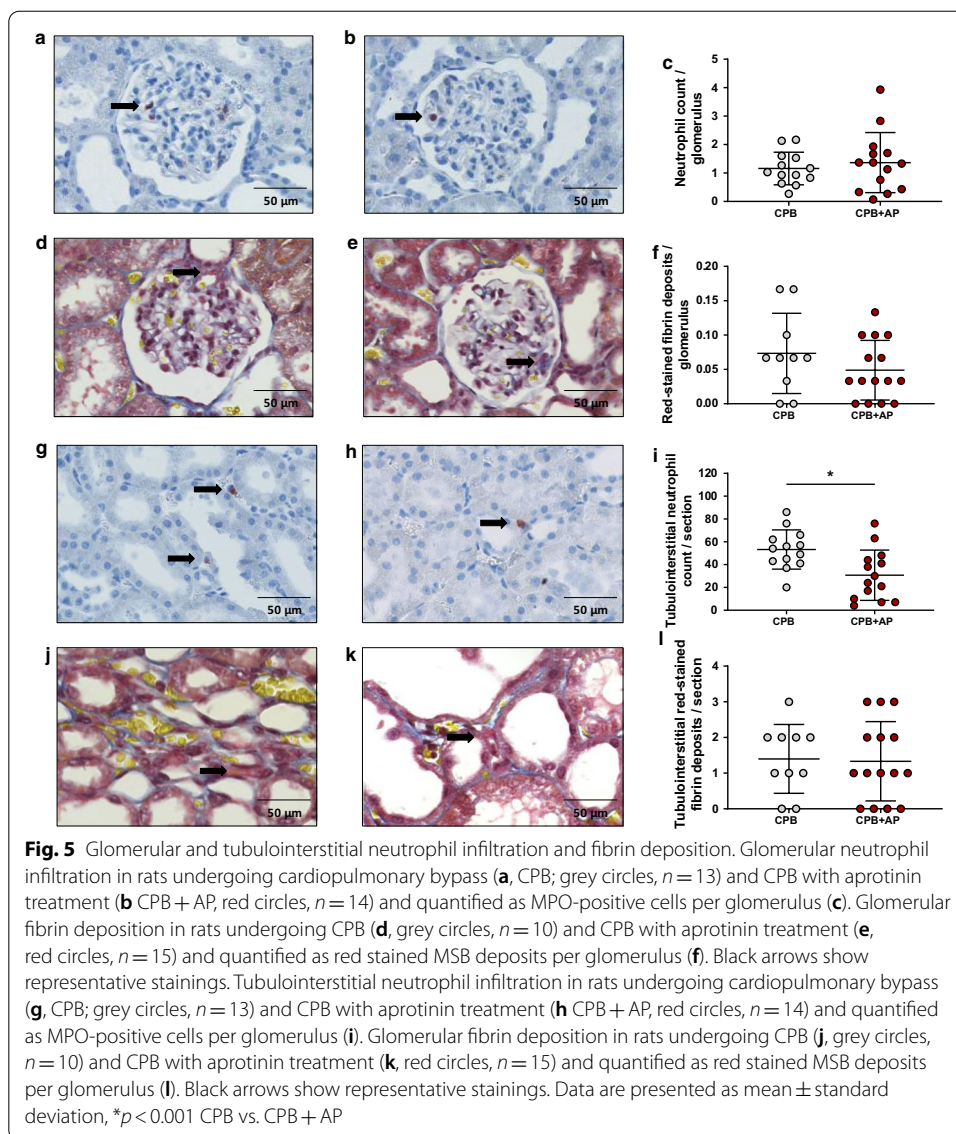 a
b
c
Neutrophil count /
glomerulus
5
4
3
2
1
0
CPB
CPB+AP
50 µm
50 µm
d
e
f
Red-stained fibrin deposits /
glomerulus
0.20
0.15
0.10
0.05
0.00
CPB
CPB+AP
50 µm
50 µm
g
h
i
*
Tubulointerstitial neutrophil
count / section
120
100
80
60
40
20
0
CPB
CPB+AP
50 µm
50 µm
j
k
l
Tubulointerstitial red-stained
fibrin deposits / section
4
3
2
1
0
CPB
CPB+AP
50 µm
50 µm
Fig. 5 Glomerular and tubulointerstitial neutrophil infiltration and fibrin deposition. Glomerular neutrophil
infiltration in rats undergoing cardiopulmonary bypass (a, CPB; grey circles, n = 13) and CPB with aprotinin
treatment (b CPB + AP, red circles, n = 14) and quantified as MPO-positive cells per glomerulus (c). Glomerular
fibrin deposition in rats undergoing CPB (d, grey circles, n = 10) and CPB with aprotinin treatment (e,
red circles, n = 15) and quantified as red stained MSB deposits per glomerulus (f). Black arrows show
representative stainings. Tubulointerstitial neutrophil infiltration in rats undergoing cardiopulmonary bypass
(g, CPB; grey circles, n = 13) and CPB with aprotinin treatment (h CPB + AP, red circles, n = 14) and quantified
as MPO-positive cells per glomerulus (i). Glomerular fibrin deposition in rats undergoing CPB (j, grey circles,
n = 10) and CPB with aprotinin treatment (k, red circles, n = 15) and quantified as red stained MSB deposits
per glomerulus (l). Black arrows show representative stainings. Data are presented as mean ± standard
deviation, *p < 0.001 CPB vs. CPB + AP